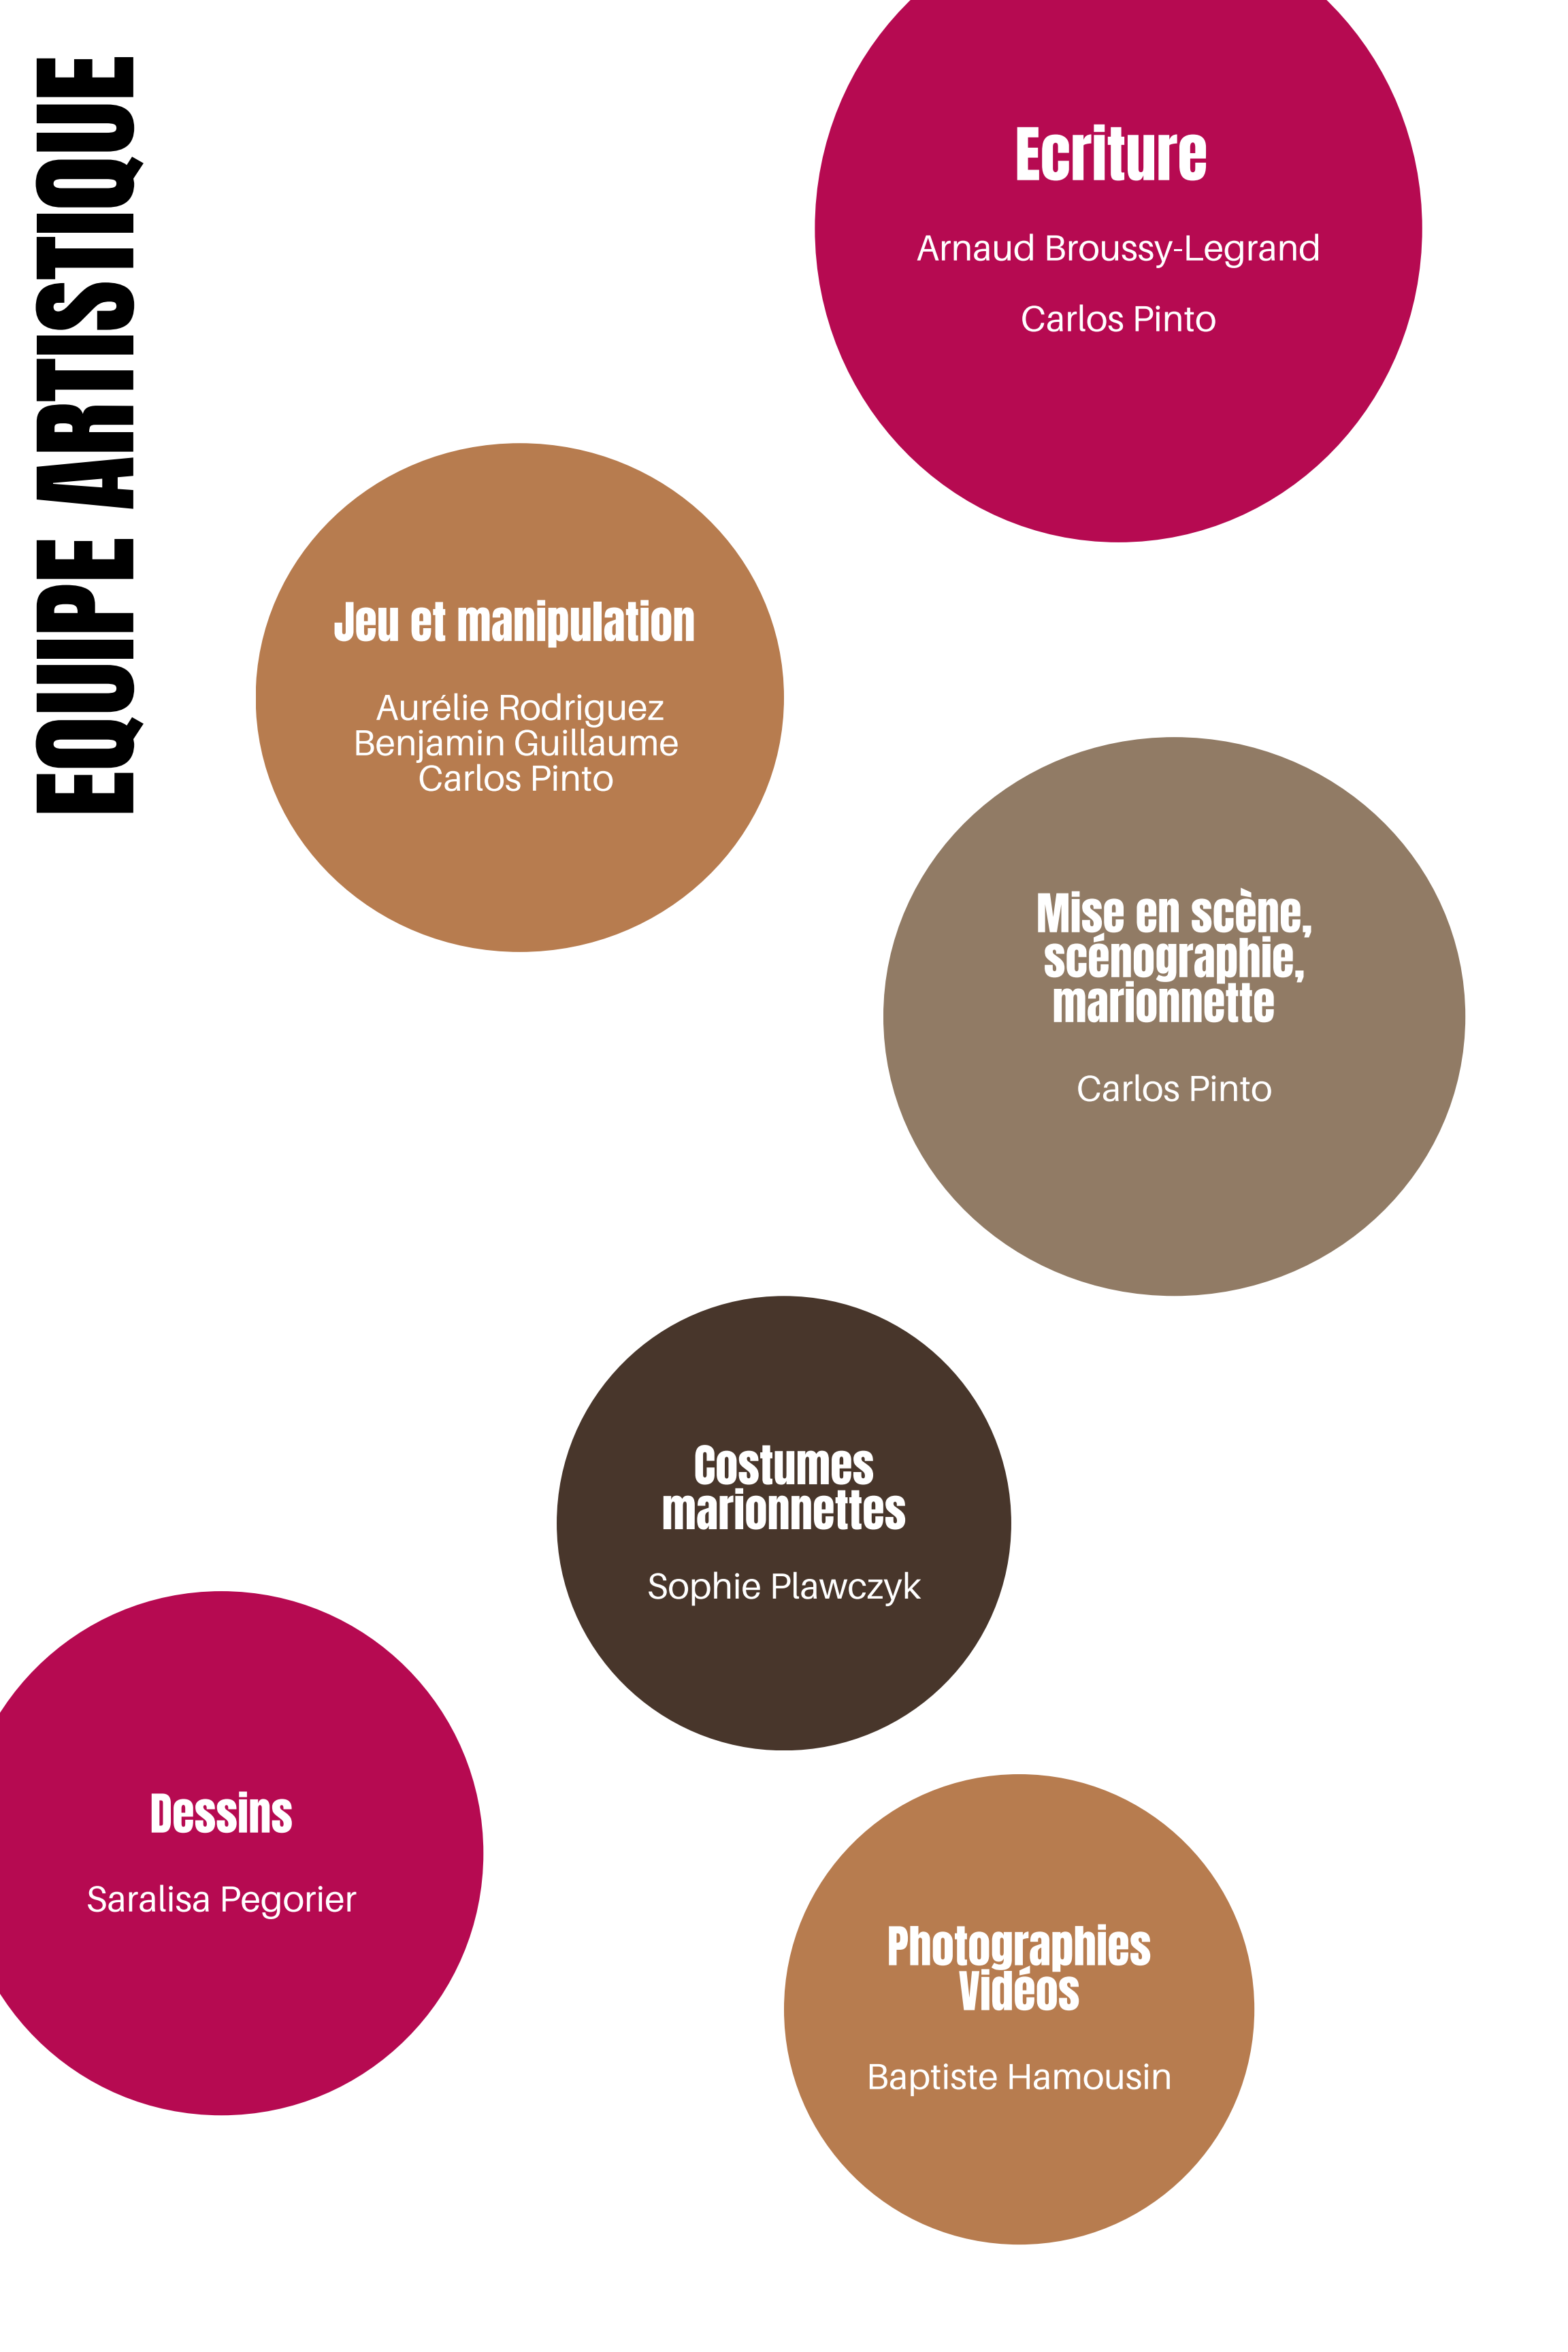 EQUIPE ARTISTIQUE
Ecriture
Arnaud Broussy-Legrand
Carlos Pinto
Jeu et manipulation
Aurélie Rodriguez
Benjamin Guillaume
Carlos Pinto
Mise en scène,
scénographie,
marionnette
Carlos Pinto
Costumes
marionnettes
Sophie Plawczyk
Dessins
Saralisa Pegorier
Photographies
Vidéos
Baptiste Hamousin